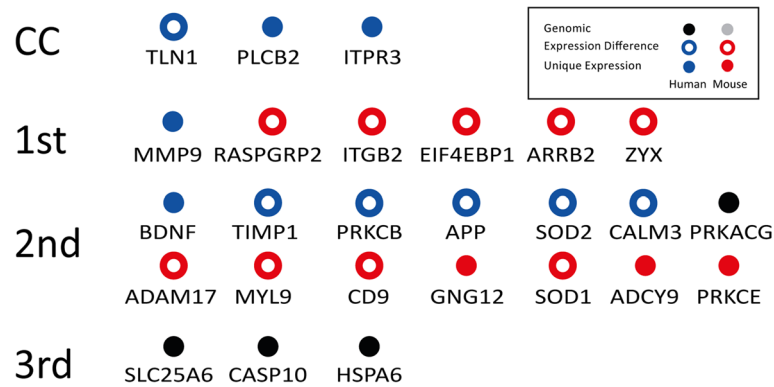 CC
TLN1 PLCB2 ITPR3
Genomic
Expression Difference
Unique Expression
Human Mouse
1st
MMP9 RASPGRP2 ITGB2 EIF4EBP1 ARRB2 ZYX
2nd
BDNF TIMP1 PRKCB APP SOD2 CALM3 PRKACG
ADAM17 MYL9 CD9 GNG12 SOD1 ADCY9 PRKCE
3rd
SLC25A6 CASP10 HSPA6